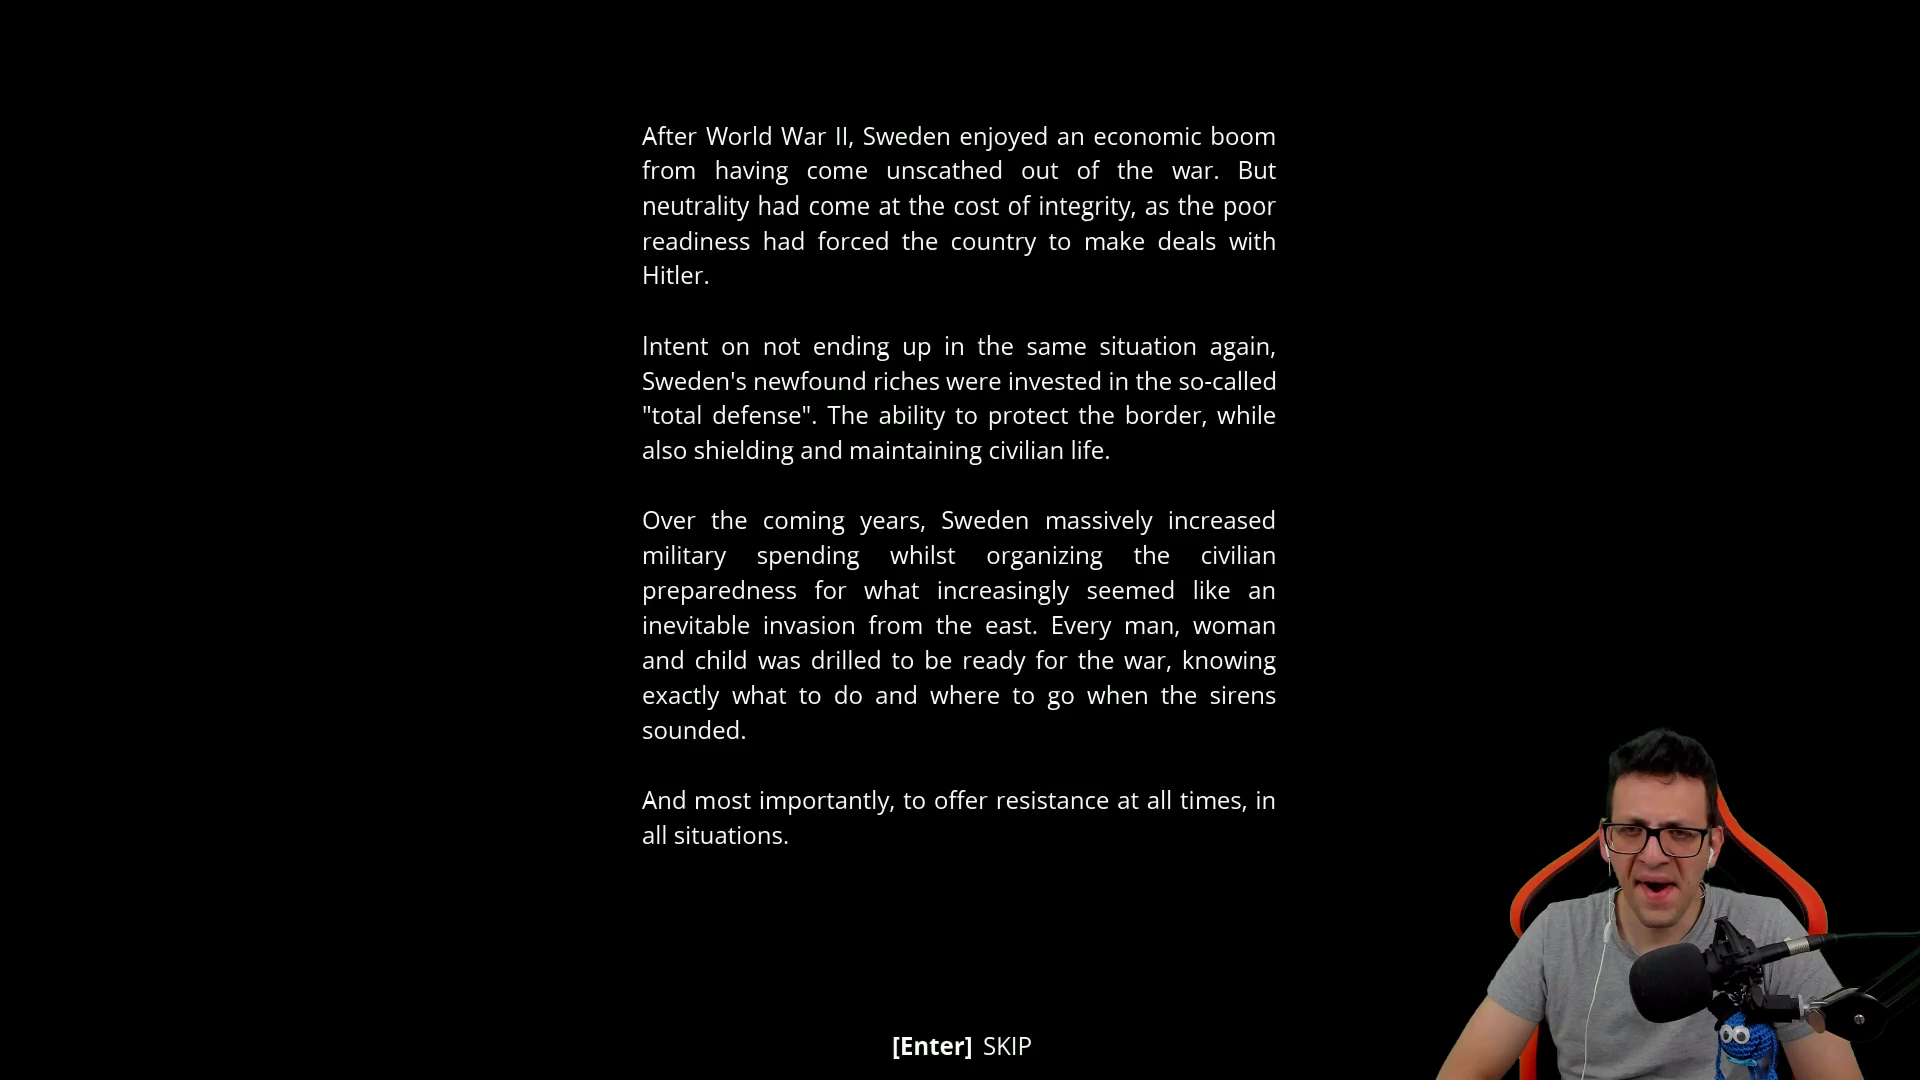 After World War II, Sweden enjoyed an economic boom
from having come unscathed out of the war. But
neutrality had come at the cost of integrity, as the poor
readiness had forced the country to make deals with
Hitler.
Intent on not ending up in the same situation again,
Sweden's newfound riches were invested in the so-called
"total defense". The ability to protect the border, while
also shielding and maintaining civilian life.
Over the coming years, Sweden massively increased
military spending whilst organizing the civilian
preparedness for what increasingly seemed like an
inevitable invasion from the east. Every man, woman
and child was drilled to be ready for the war, knowing
exactly what to do and where to go when the sirens
sounded.
And most importantly, to offer resistance at all times, in
all situations.
[Enter] SKIP